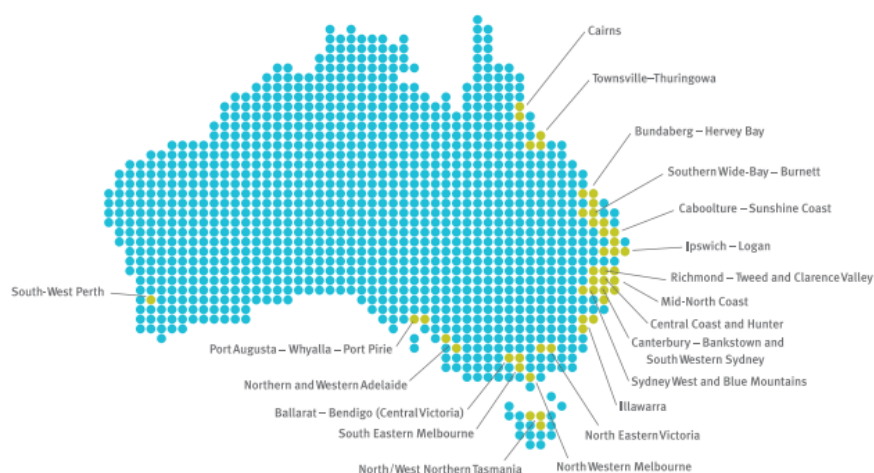 Cairns
Townsville–Thuringowa
Bundaberg – Hervey Bay
Southern Wide-Bay – Burnett
Caboolture – Sunshine Coast
Ipswich – Logan
Richmond – Tweed and Clarence Valley
South-West Perth
Mid-North Coast
Central Coast and Hunter
Canterbury – Bankstown and
South Western Sydney
Port Augusta – Whyalla – Port Pirie
Sydney West and Blue Mountains
Northern and Western Adelaide
Illawarra
Ballarat – Bendigo (Central Victoria)
South Eastern Melbourne
North Eastern Victoria
North/West Northern Tasmania
North Western Melbourne